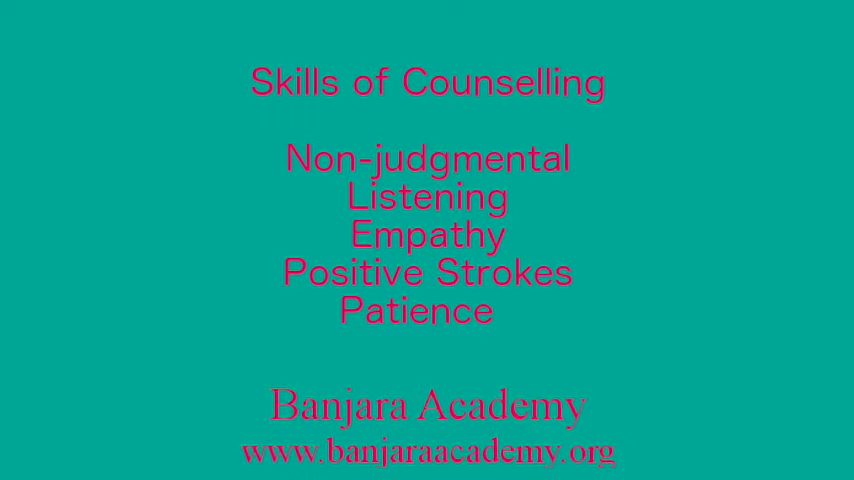 Skills of Counselling
Non-judgmental
Listening
Empathy
Positive Strokes
Patience
Banjara Academy
www.banjaraacademy.org